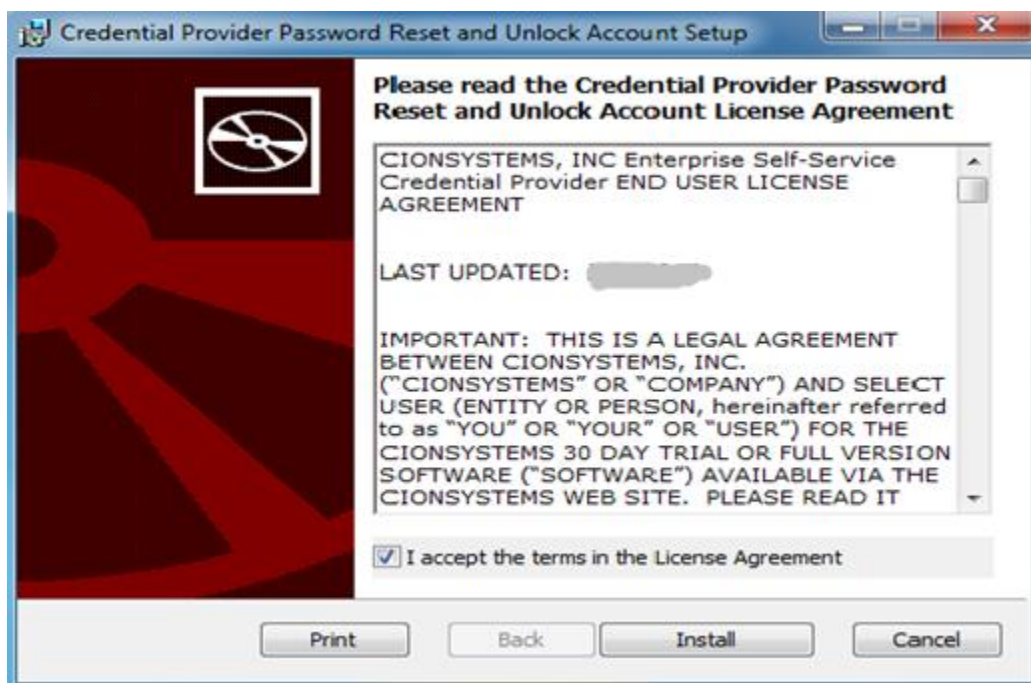 Credential Provider Password Reset and Unlock Account Setup
Please read the Credential Provider Password
Reset and Unlock Account License Agreement
CIONSYSTEMS, INC Enterprise Self-Service
Credential Provider END USER LICENSE
AGREEMENT
LAST UPDATED:
IMPORTANT:  THIS IS A LEGAL AGREEMENT
BETWEEN CIONSYSTEMS, INC.
("CIONSYSTEMS" OR "COMPANY") AND SELECT
USER (ENTITY OR PERSON, hereinafter referred
to as "YOU" OR "YOUR" OR "USER") FOR THE
CIONSYSTEMS 30 DAY TRIAL OR FULL VERSION
SOFTWARE ("SOFTWARE") AVAILABLE VIA THE
CIONSYSTEMS WEB SITE.  PLEASE READ IT
I accept the terms in the License Agreement
Print Back Install Cancel